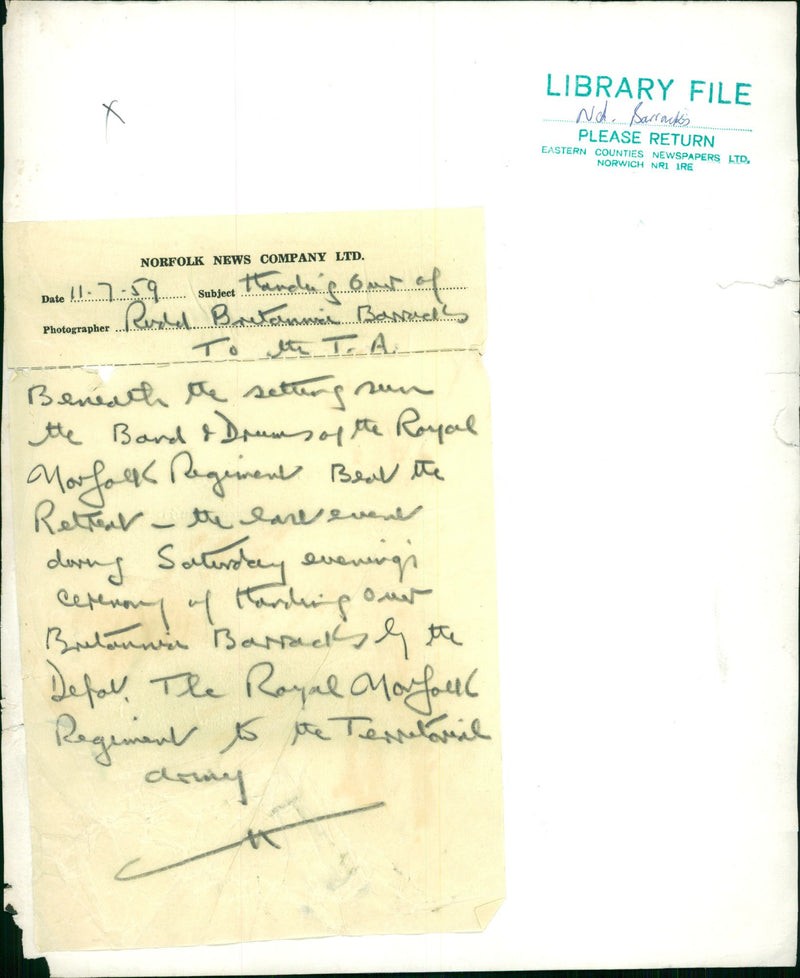 X
LIBRARY FILE
Nch. Barracks
PLEASE RETURN
EASTERN COUNTIES NEWSPAPERS LTD,
NORWICH NR1 1RE
NORFOLK NEWS COMPANY LTD.
Date 11.7.59 Subject Handing Over of
Photographer Rudd Britannia Barracks
To the T.A.
Beneath the setting sun
the Band & Drums of the Royal
Norfolk Regiment Beat the
Retreat - the last event
during Saturday evening's
ceremony of Handing Over
Britannia Barracks by the
Depot, The Royal Norfolk
Regiment to the Territorial
Army